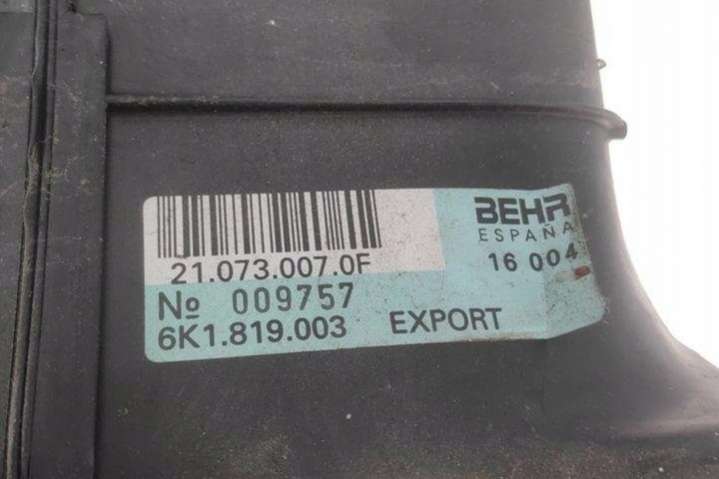 BEHR
ESPAÑA
16 004
21.073.007.0F
№ 009757
6K1.819.003 EXPORT